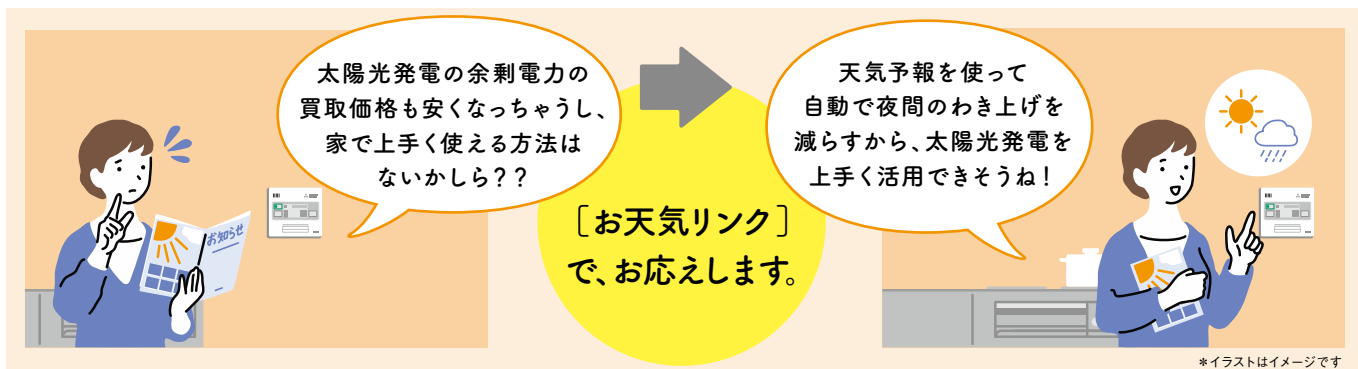 太陽光発電の余剰電力の
買取価格も安くなっちゃうし、
家で上手く使える方法は
ないかしら？？
お知らせ
［お天気リンク］
で、お応えします。
天気予報を使って
自動で夜間のわき上げを
減らすから、太陽光発電を
上手く活用できそうね！
＊イラストはイメージです